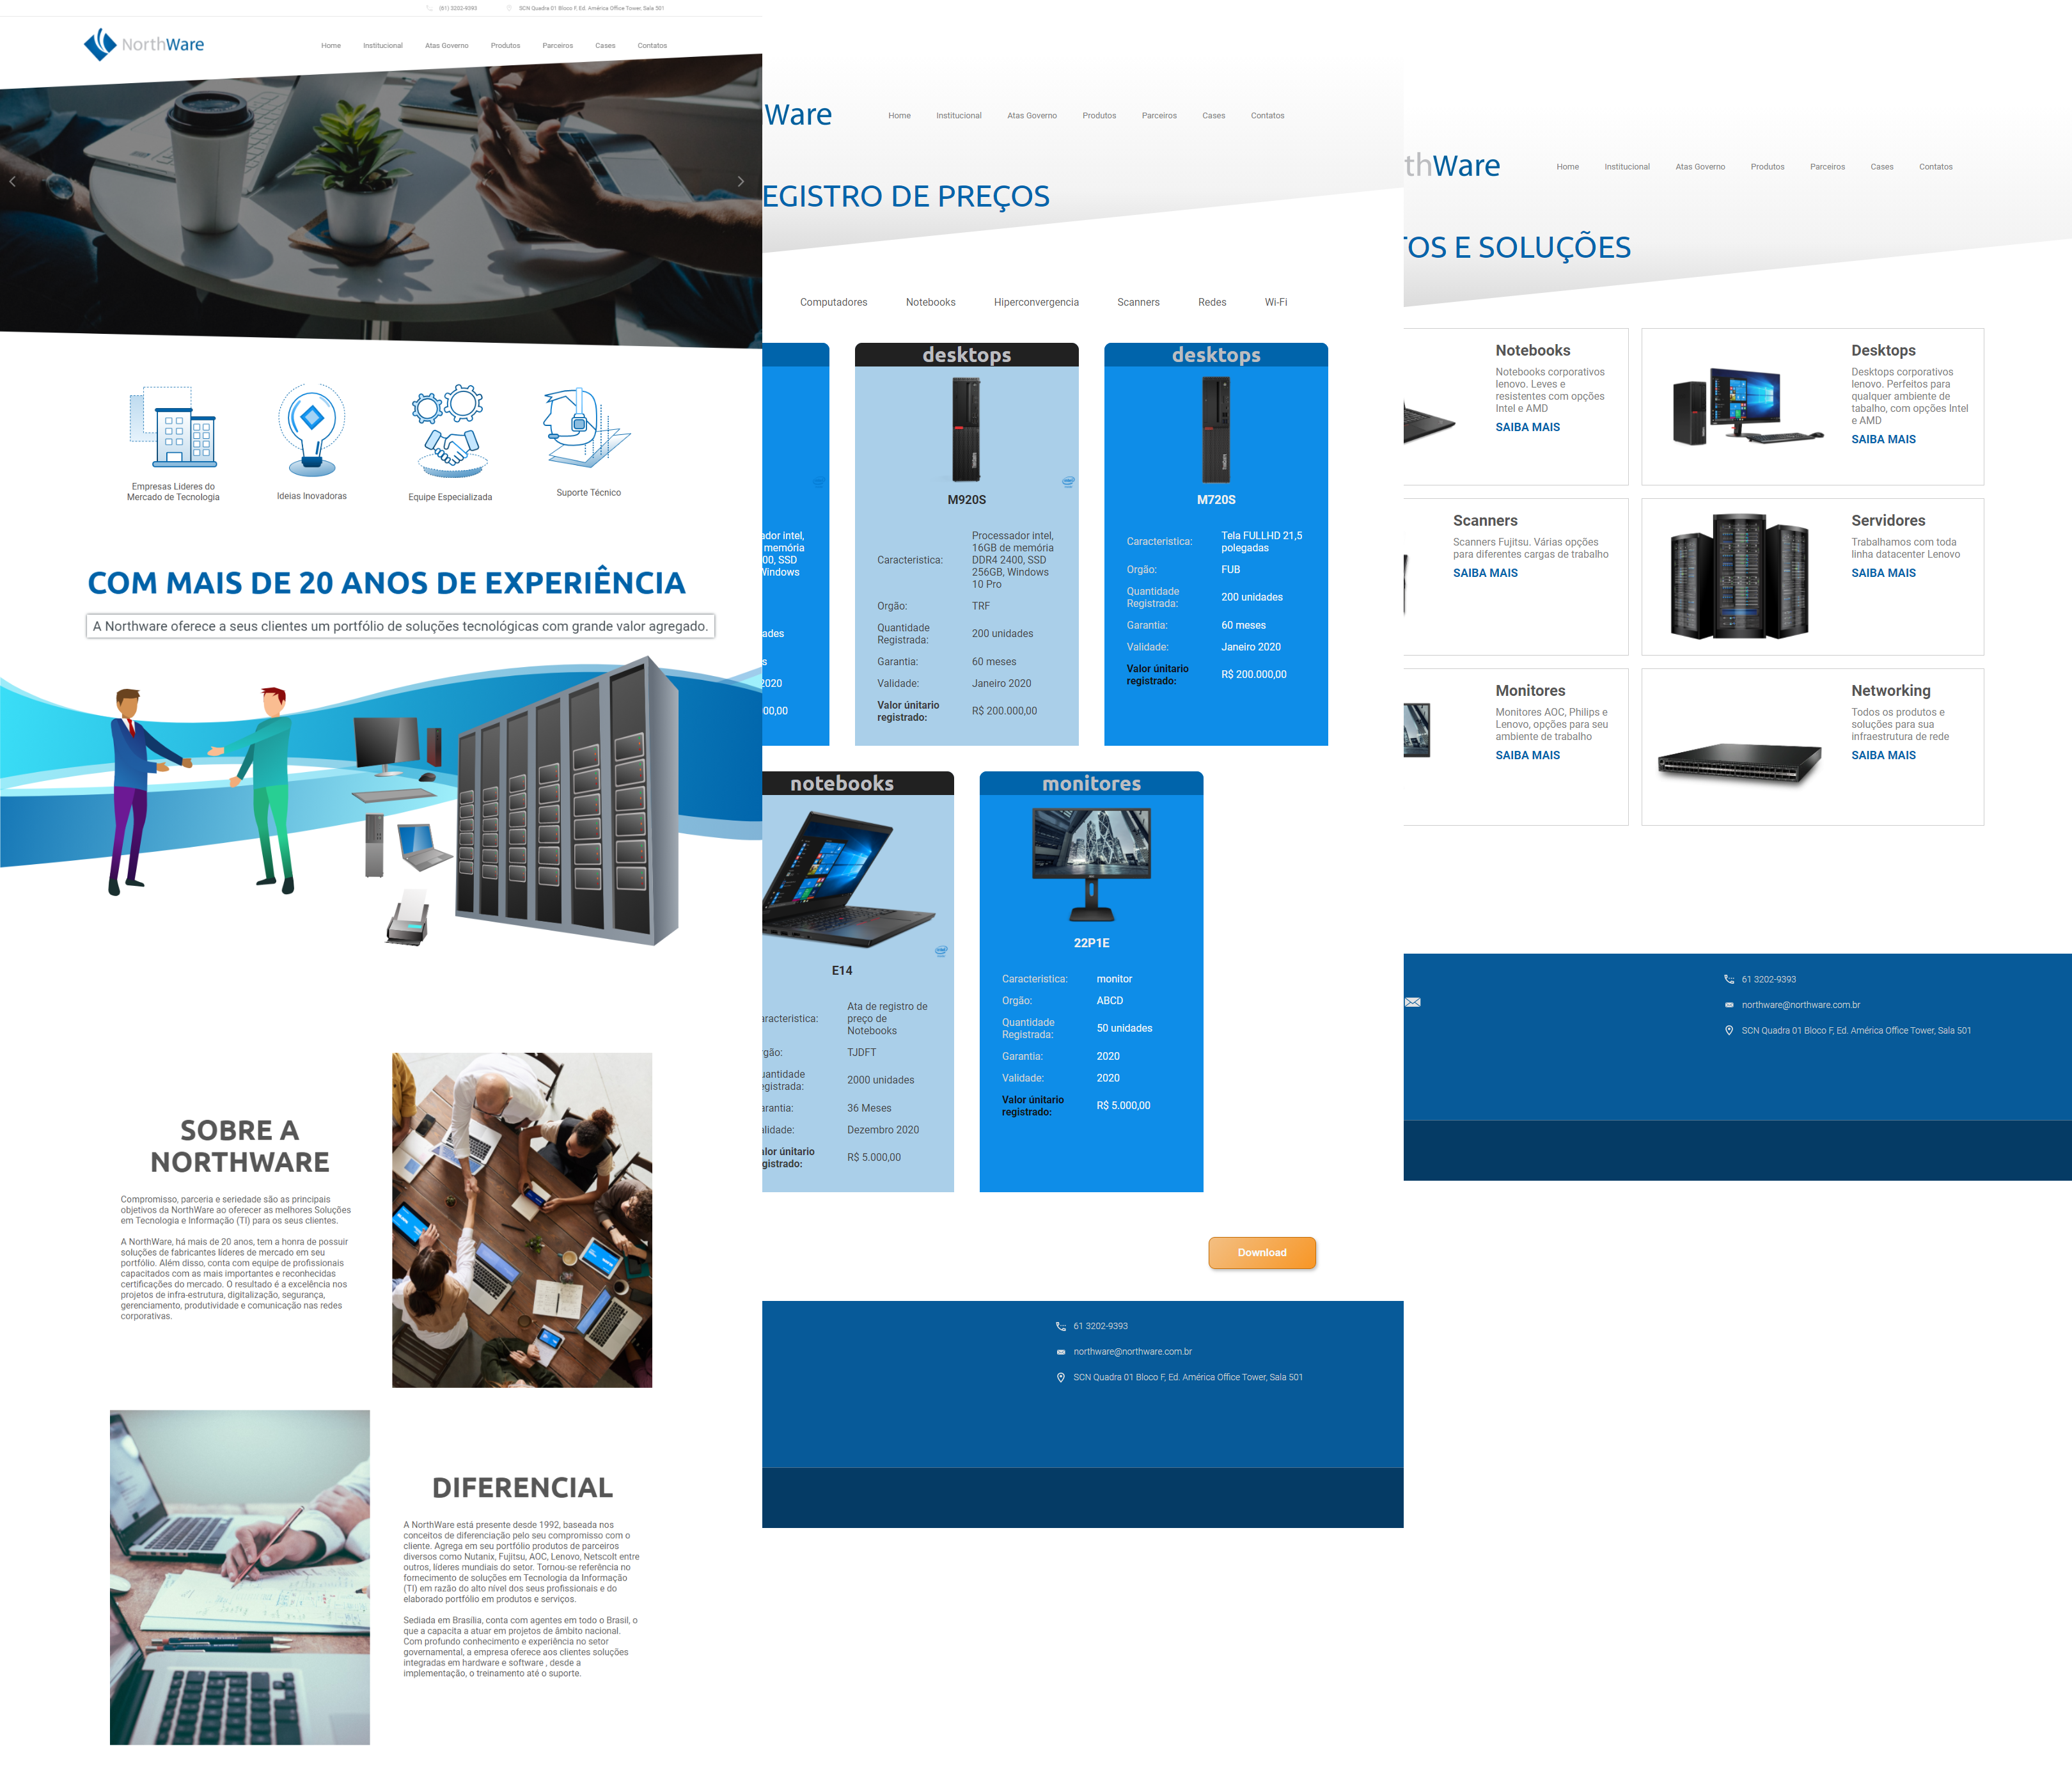 (61) 3202-9393
SCN Quadra 01 Bloco F, Ed. América Office Tower, Sala 501
NorthWare
Home Institucional Atas Governo Produtos Parceiros Cases Contatos
Empresas Lideres do
Mercado de Tecnologia
Ideias Inovadoras
Equipe Especializada
Suporte Técnico
COM MAIS DE 20 ANOS DE EXPERIÊNCIA
A Northware oferece a seus clientes um portfólio de soluções tecnológicas com grande valor agregado.
SOBRE A
NORTHWARE
Compromisso, parceria e seriedade são as principais
objetivos da NorthWare ao oferecer as melhores Soluções
em Tecnologia e Informação (TI) para os seus clientes.
A NorthWare, há mais de 20 anos, tem a honra de possuir
soluções de fabricantes líderes de mercado em seu
portfólio. Além disso, conta com equipe de profissionais
capacitados com as mais importantes e reconhecidas
certificações do mercado. O resultado é a excelência nos
projetos de infra-estrutura, digitalização, segurança,
gerenciamento, produtividade e comunicação nas redes
corporativas.
DIFERENCIAL
A NorthWare está presente desde 1992, baseada nos
conceitos de diferenciação pelo seu compromisso com o
cliente. Agrega em seu portfólio produtos de parceiros
diversos como Nutanix, Fujitsu, AOC, Lenovo, Netscolt entre
outros, líderes mundiais do setor. Tornou-se referência no
fornecimento de soluções em Tecnologia da Informação
(TI) em razão do alto nível dos seus profissionais e do
elaborado portfólio em produtos e serviços.
Sediada em Brasília, conta com agentes em todo o Brasil, o
que a capacita a atuar em projetos de âmbito nacional.
Com profundo conhecimento e experiência no setor
governamental, a empresa oferece aos clientes soluções
integradas em hardware e software , desde a
implementação, o treinamento até o suporte.
Ware
Home Institucional Atas Governo Produtos Parceiros Cases Contatos
EGISTRO DE PREÇOS
Computadores Notebooks Hiperconvergencia Scanners Redes Wi-Fi
ador intel,
memória
00, SSD
Windows
ades
s
2020
00,00
desktops
M920S
Caracteristica:
Processador intel,
16GB de memória
DDR4 2400, SSD
256GB, Windows
10 Pro
Orgão: TRF
Quantidade
Registrada: 200 unidades
Garantia: 60 meses
Validade: Janeiro 2020
Valor únitario
registrado: R$ 200.000,00
desktops
M720S
Caracteristica:
Tela FULLHD 21,5
polegadas
Orgão: FUB
Quantidade
Registrada: 200 unidades
Garantia: 60 meses
Validade: Janeiro 2020
Valor únitario
registrado: R$ 200.000,00
notebooks
E14
aracteristica:
Ata de registro de
preço de
Notebooks
rgão: TJDFT
uantidade
egistrada: 2000 unidades
arantia: 36 Meses
alidade: Dezembro 2020
alor únitario
gistrado: R$ 5.000,00
monitores
22P1E
Caracteristica: monitor
Orgão: ABCD
Quantidade
Registrada: 50 unidades
Garantia: 2020
Validade: 2020
Valor únitario
registrado: R$ 5.000,00
Download
61 3202-9393
northware@northware.com.br
SCN Quadra 01 Bloco F, Ed. América Office Tower, Sala 501
thWare
Home Institucional Atas Governo Produtos Parceiros Cases Contatos
TOS E SOLUÇÕES
Notebooks
Notebooks corporativos
lenovo. Leves e
resistentes com opções
Intel e AMD
SAIBA MAIS
Desktops
Desktops corporativos
lenovo. Perfeitos para
qualquer ambiente de
tabalho, com opções Intel
e AMD
SAIBA MAIS
Scanners
Scanners Fujitsu. Várias opções
para diferentes cargas de trabalho
SAIBA MAIS
Servidores
Trabalhamos com toda
linha datacenter Lenovo
SAIBA MAIS
Monitores
Monitores AOC, Philips e
Lenovo, opções para seu
ambiente de trabalho
SAIBA MAIS
Networking
Todos os produtos e
soluções para sua
infraestrutura de rede
SAIBA MAIS
61 3202-9393
northware@northware.com.br
SCN Quadra 01 Bloco F, Ed. América Office Tower, Sala 501